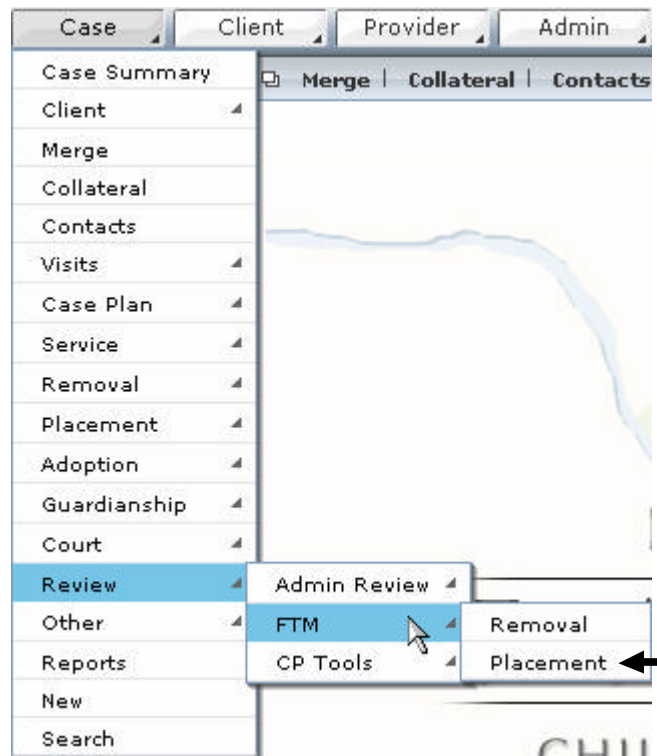 Case Client Provider Admin
Case Summary
Merge Collateral Contacts
Client
Merge
Collateral
Contacts
Visits
Case Plan
Service
Removal
Placement
Adoption
Guardianship
Court
Review
Admin Review
Other
FTM
Removal
Reports
CP Tools
Placement
New
Search
CHU